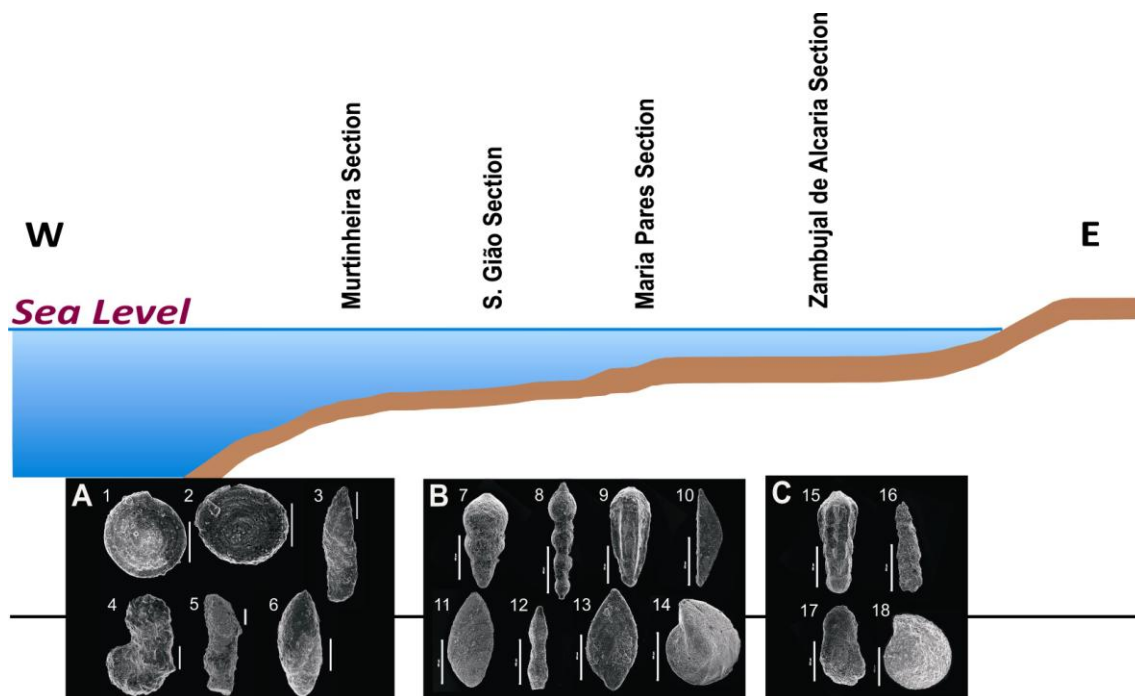 Murtinheira Section
S. Gião Section
Maria Pares Section
Zambujal de Alcaria Section
W
E
Sea Level
A
1
2
3
4
5
6
B
7
8
9
10
11
12
13
14
C
15
16
17
18